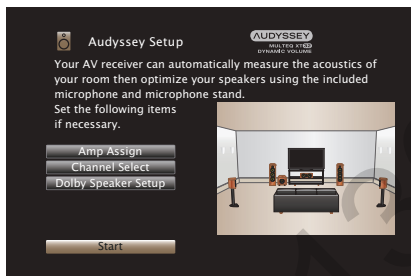 Audyssey Setup
AUDYSSEY
MULTEQ XT32
DYNAMIC VOLUME
Your AV receiver can automatically measure the acoustics of
your room then optimize your speakers using the included
microphone and microphone stand.
Set the following items
if necessary.
Amp Assign
Channel Select
Dolby Speaker Setup
Start